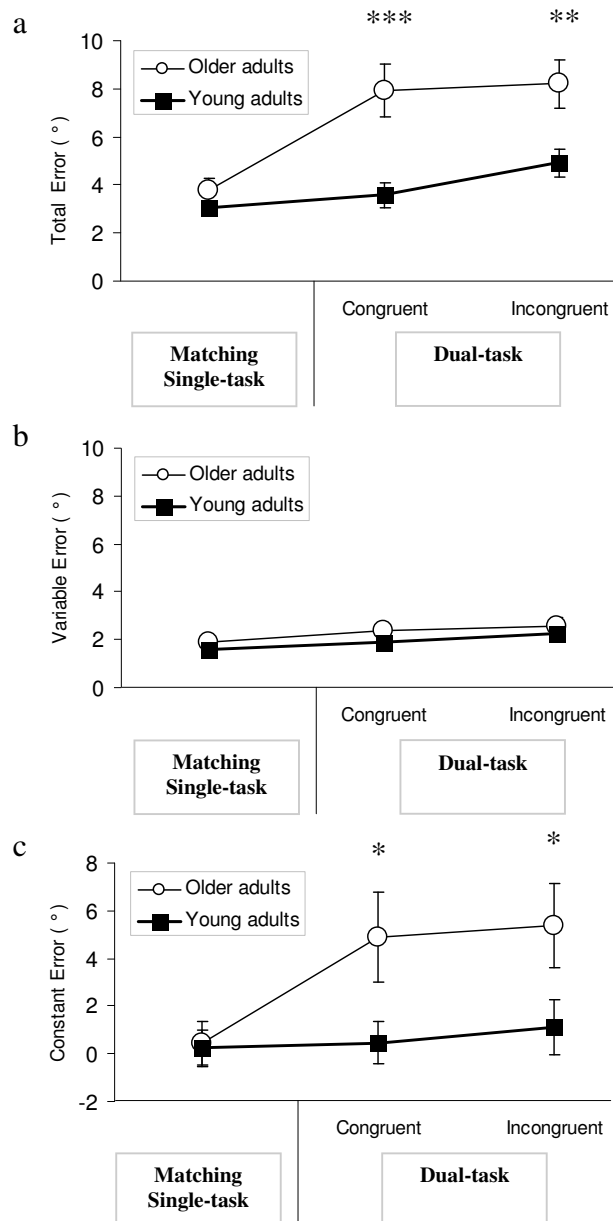 a
*** **
10
8
6
4
2
0
Total Error ( ° )
Older adults
Young adults
Congruent Incongruent
Matching
Single-task
Dual-task
b
10
8
6
4
2
0
Variable Error ( ° )
Older adults
Young adults
Congruent Incongruent
Matching
Single-task
Dual-task
c
* *
8
6
4
2
0
-2
Constant Error ( ° )
Older adults
Young adults
Congruent Incongruent
Matching
Single-task
Dual-task